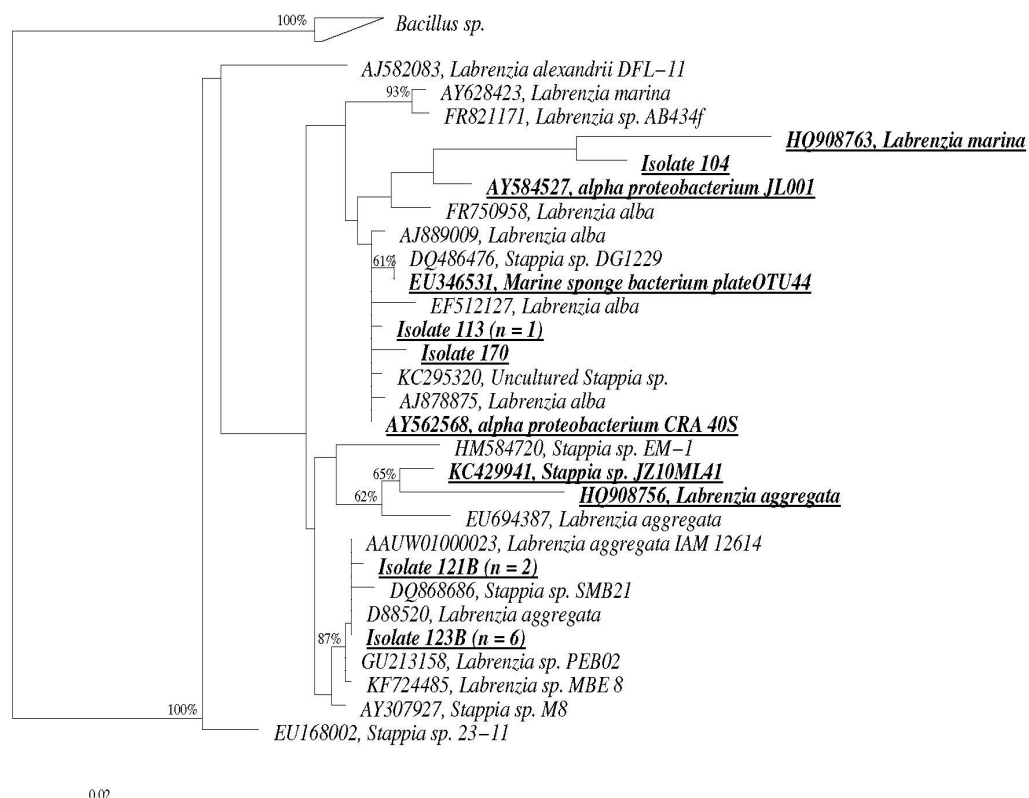 100%
Bacillus sp.
AJ582083, Labrenzia alexandrii DFL−11
93%
AY628423, Labrenzia marina
FR821171, Labrenzia sp. AB434f
HQ908763, Labrenzia marina
Isolate 104
AY584527, alpha proteobacterium JL001
FR750958, Labrenzia alba
AJ889009, Labrenzia alba
61%
DQ486476, Stappia sp. DG1229
EU346531, Marine sponge bacterium plateOTU44
EF512127, Labrenzia alba
Isolate 113 (n = 1)
Isolate 170
KC295320, Uncultured Stappia sp.
AJ878875, Labrenzia alba
AY562568, alpha proteobacterium CRA 40S
HM584720, Stappia sp. EM−1
65%
KC429941, Stappia sp. JZ10ML41
62%
HQ908756, Labrenzia aggregata
EU694387, Labrenzia aggregata
AAUW01000023, Labrenzia aggregata IAM 12614
Isolate 121B (n = 2)
DQ868686, Stappia sp. SMB21
D88520, Labrenzia aggregata
87%
Isolate 123B (n = 6)
GU213158, Labrenzia sp. PEB02
KF724485, Labrenzia sp. MBE 8
100%
AY307927, Stappia sp. M8
EU168002, Stappia sp. 23−11
0.02